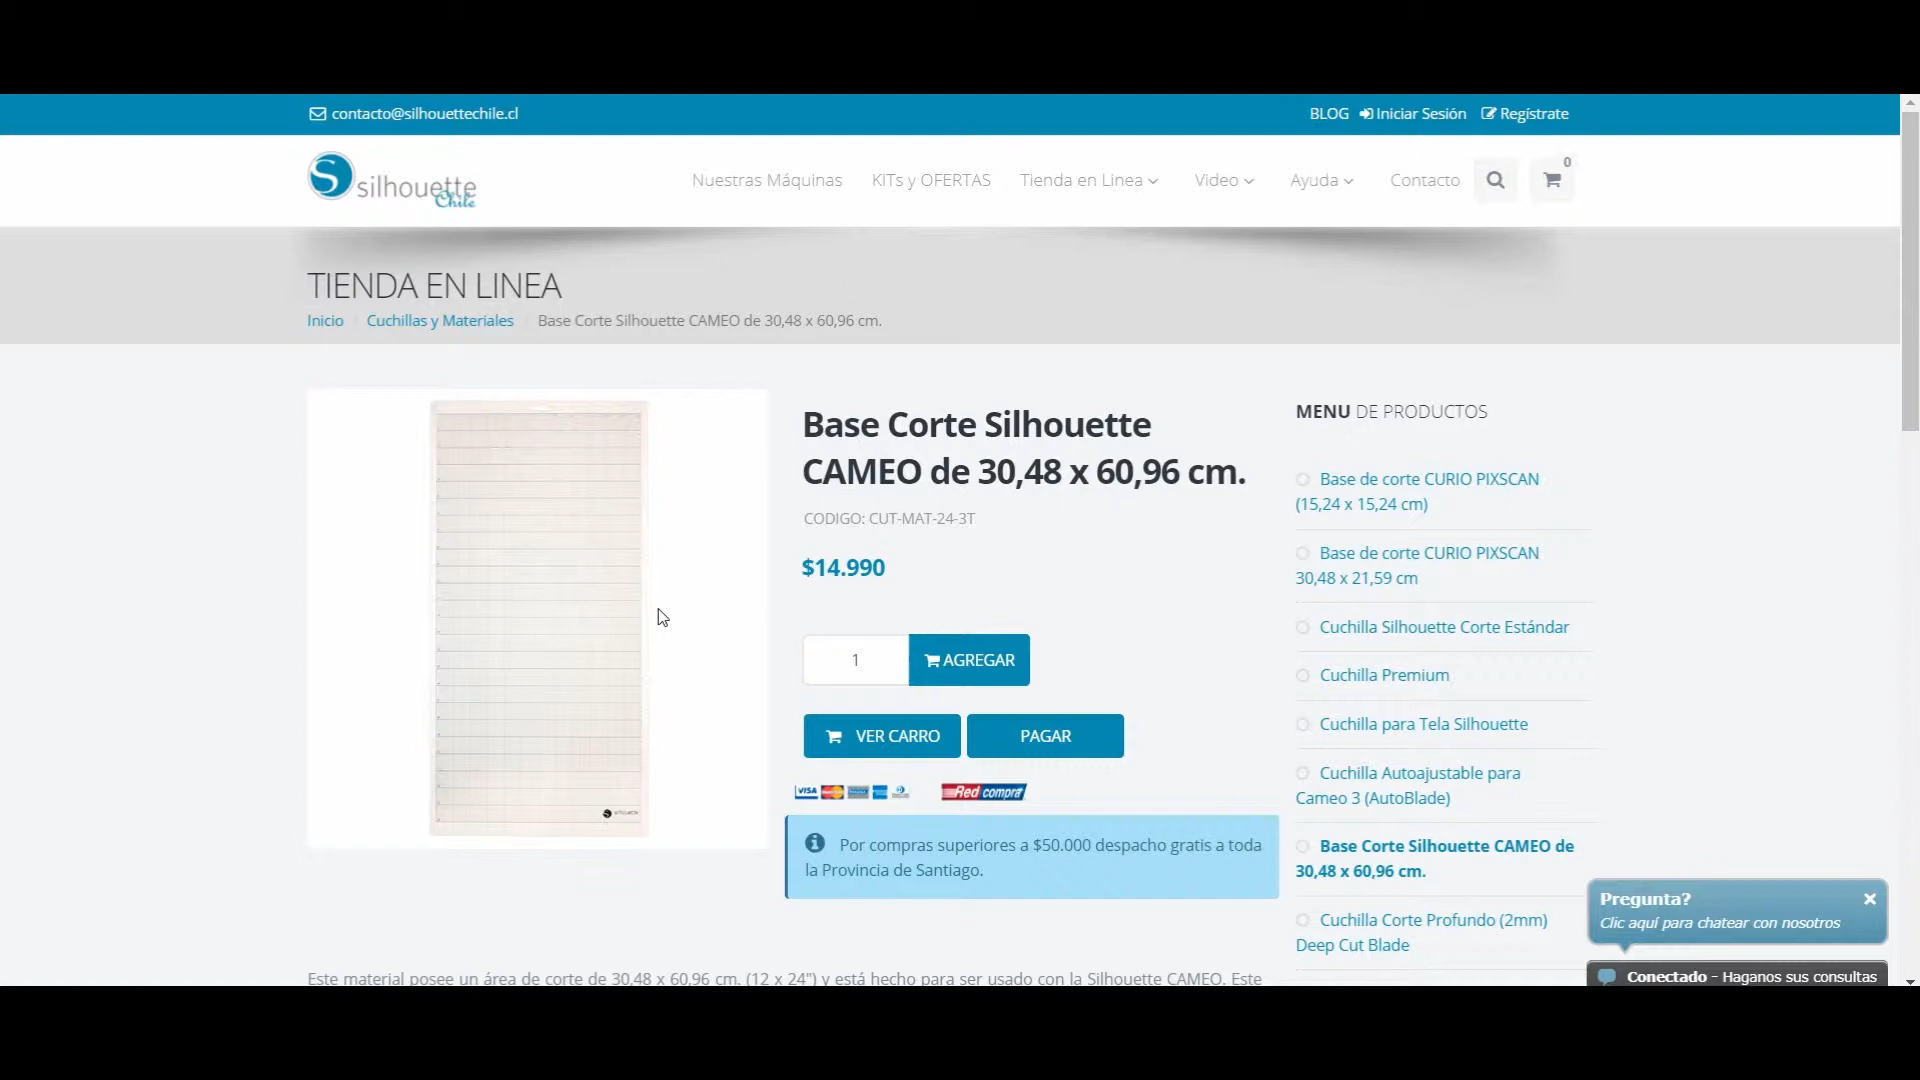 contacto@silhouettechile.cl
BLOG Iniciar Sesión Regístrate
silhouette
Chile
Nuestras Máquinas KITs y OFERTAS Tienda en Linea Video Ayuda Contacto 0
TIENDA EN LINEA
Inicio Cuchillas y Materiales Base Corte Silhouette CAMEO de 30,48 x 60,96 cm.
Base Corte Silhouette
CAMEO de 30,48 x 60,96 cm.
CODIGO: CUT-MAT-24-3T
$14.990
1 AGREGAR
VER CARRO PAGAR
VISA Red compra
Por compras superiores a $50.000 despacho gratis a toda
la Provincia de Santiago.
MENU DE PRODUCTOS
Base de corte CURIO PIXSCAN
(15,24 x 15,24 cm)
Base de corte CURIO PIXSCAN
30,48 x 21,59 cm
Cuchilla Silhouette Corte Estándar
Cuchilla Premium
Cuchilla para Tela Silhouette
Cuchilla Autoajustable para
Cameo 3 (AutoBlade)
Base Corte Silhouette CAMEO de
30,48 x 60,96 cm.
Cuchilla Corte Profundo (2mm)
Deep Cut Blade
Pregunta?
Clic aquí para chatear con nosotros
Conectado - Haganos sus consultas
Este material posee un área de corte de 30,48 x 60,96 cm. (12 x 24") y está hecho para ser usado con la Silhouette CAMEO. Este